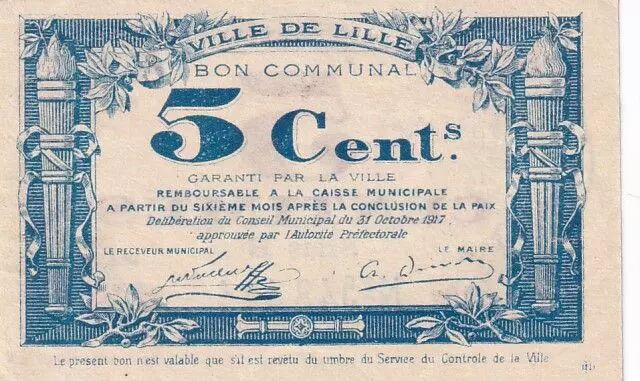 VILLE DE LILLE
BON COMMUNAL
5 Cent.s
GARANTI PAR LA VILLE
REMBOURSABLE A LA CAISSE MUNICIPALE
A PARTIR DU SIXIÈME MOIS APRÈS LA CONCLUSION DE LA PAIX
Délibération du Conseil Municipal du 31 Octobre 1917
approuvée par l'Autorité Préfectorale
LE RECEVEUR MUNICIPAL
LE MAIRE
Le présent bon n'est valable que s'il est revêtu du timbre du Service du Contrôle de la Ville